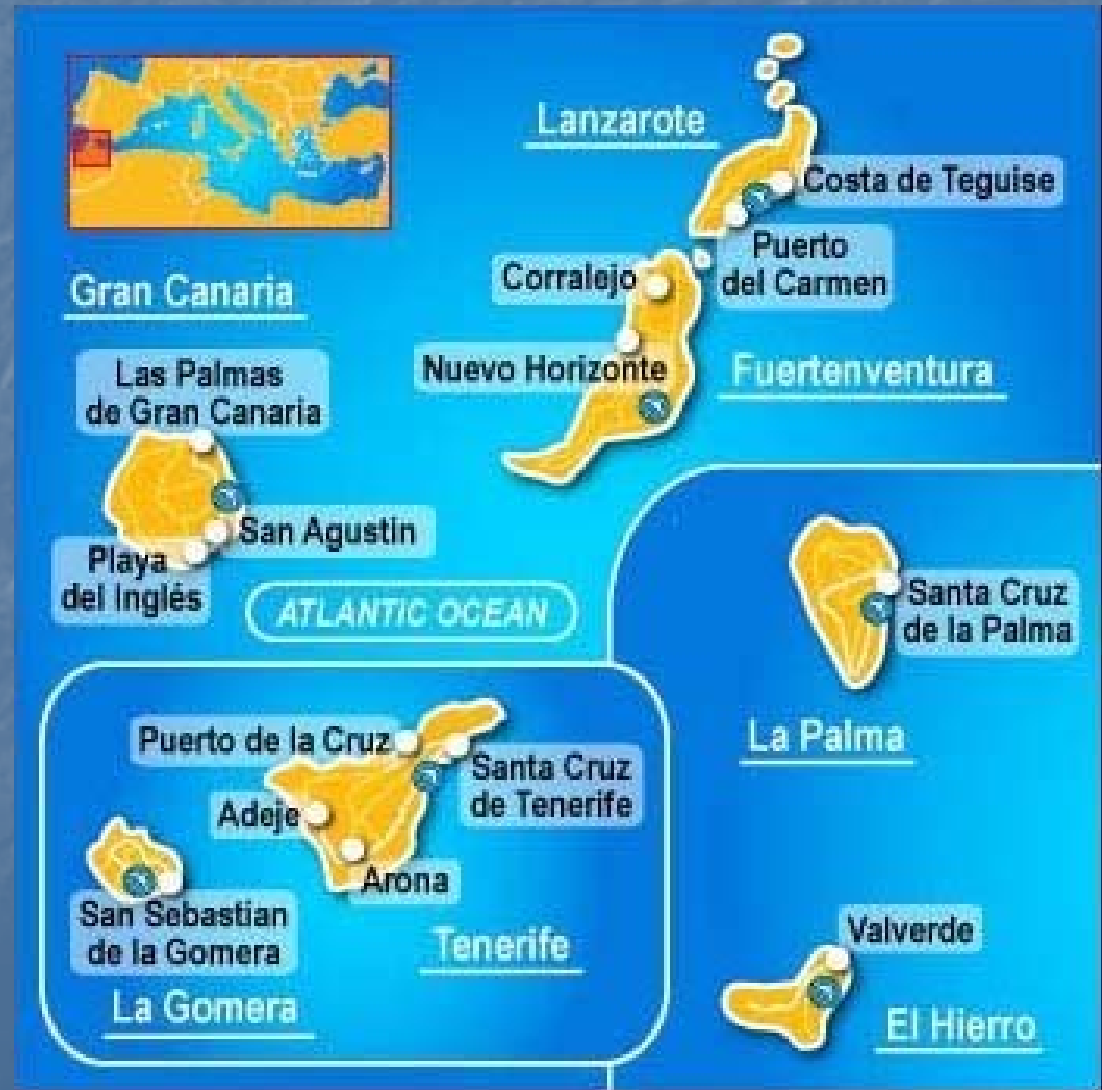 Lanzarote
Costa de Teguise
Puerto
del Carmen
Corralejo
Nuevo Horizonte
Fuertenventura
Gran Canaria
Las Palmas
de Gran Canaria
San Agustin
Playa
del Inglés
ATLANTIC OCEAN
Santa Cruz
de la Palma
La Palma
Puerto de la Cruz
Santa Cruz
de Tenerife
Adeje
Arona
San Sebastian
de la Gomera
Tenerife
La Gomera
Valverde
El Hierro